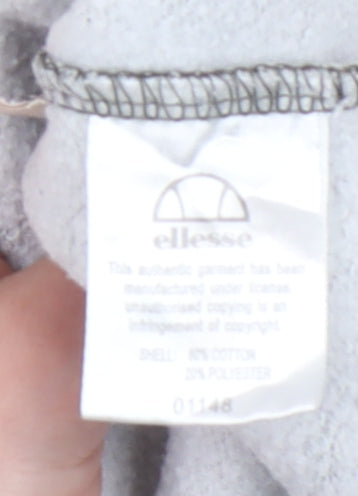 ellesse
This authentic garment has been
manufactured under license,
unauthorised copying is an
infringement of copyright.
SHELL: 80% COTTON
20% POLYESTER
01146